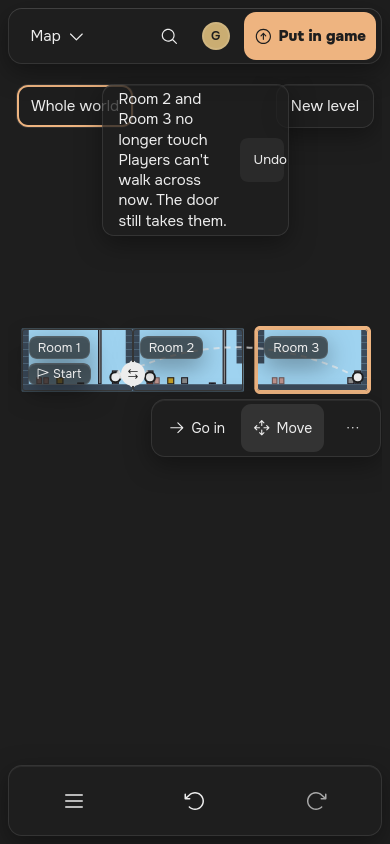 Map
G
Put in game
Whole world
New level
Room 2 and
Room 3 no
longer touch
Players can't
walk across
now. The door
still takes them.
Undo
Room 1
Room 2
Room 3
Start
Go in
Move